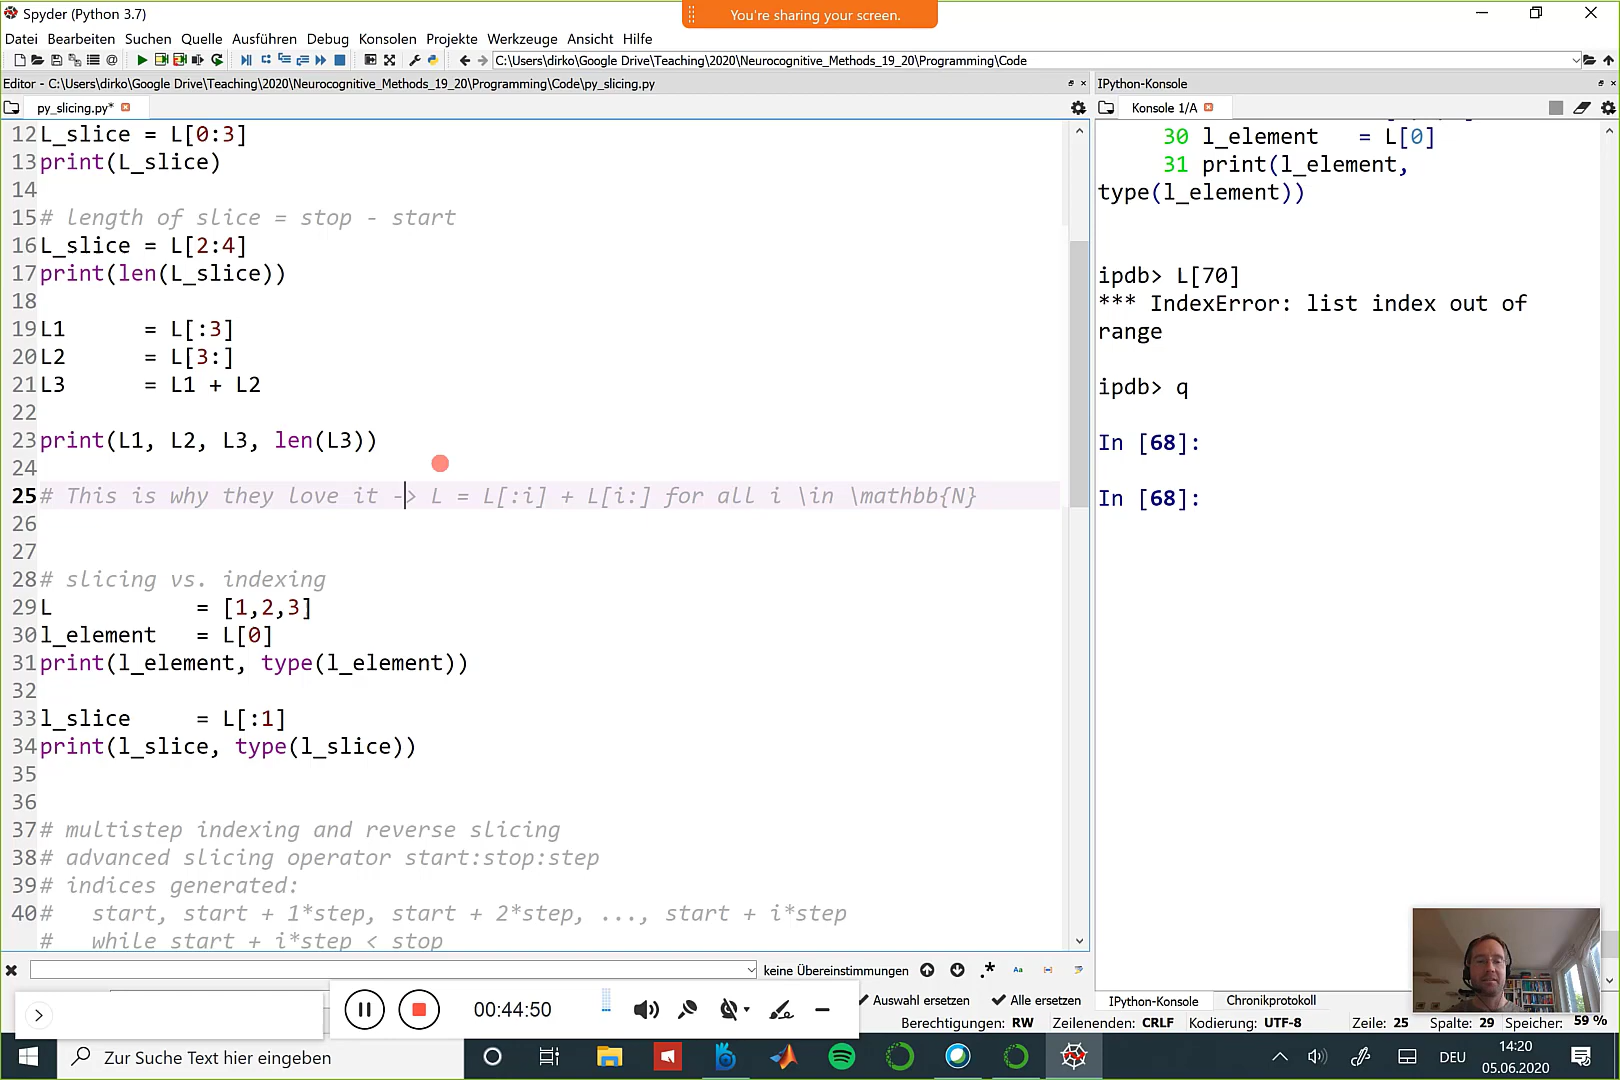 Spyder (Python 3.7)
You're sharing your screen.
Datei Bearbeiten Suchen Quelle Ausführen Debug Konsolen Projekte Werkzeuge Ansicht Hilfe
C:\Users\dirko\Google Drive\Teaching\2020\Neurocognitive_Methods_19_20\Programming\Code
Editor - C:\Users\dirko\Google Drive\Teaching\2020\Neurocognitive_Methods_19_20\Programming\Code\py_slicing.py
py_slicing.py*
12 L_slice = L[0:3]
13 print(L_slice)
14
15 # length of slice = stop - start
16 L_slice = L[2:4]
17 print(len(L_slice))
18
19 L1 = L[:3]
20 L2 = L[3:]
21 L3 = L1 + L2
22
23 print(L1, L2, L3, len(L3))
24
25 # This is why they love it -> L = L[:i] + L[i:] for all i \in \mathbb{N}
26
27
28 # slicing vs. indexing
29 L = [1,2,3]
30 l_element = L[0]
31 print(l_element, type(l_element))
32
33 l_slice = L[:1]
34 print(l_slice, type(l_slice))
35
36
37 # multistep indexing and reverse slicing
38 # advanced slicing operator start:stop:step
39 # indices generated:
40 # start, start + 1*step, start + 2*step, ..., start + i*step
# while start + i*step < stop
IPython-Konsole
Konsole 1/A
30 l_element = L[0]
31 print(l_element,
type(l_element))
ipdb> L[70]
*** IndexError: list index out of
range
ipdb> q
In [68]:
In [68]:
keine Übereinstimmungen
.* Aa
00:44:50
Auswahl ersetzen Alle ersetzen
IPython-Konsole Chronikprotokoll
Berechtigungen: RW Zeilenenden: CRLF Kodierung: UTF-8 Zeile: 25 Spalte: 29 Speicher: 59 %
Zur Suche Text hier eingeben
DEU
14:20
05.06.2020